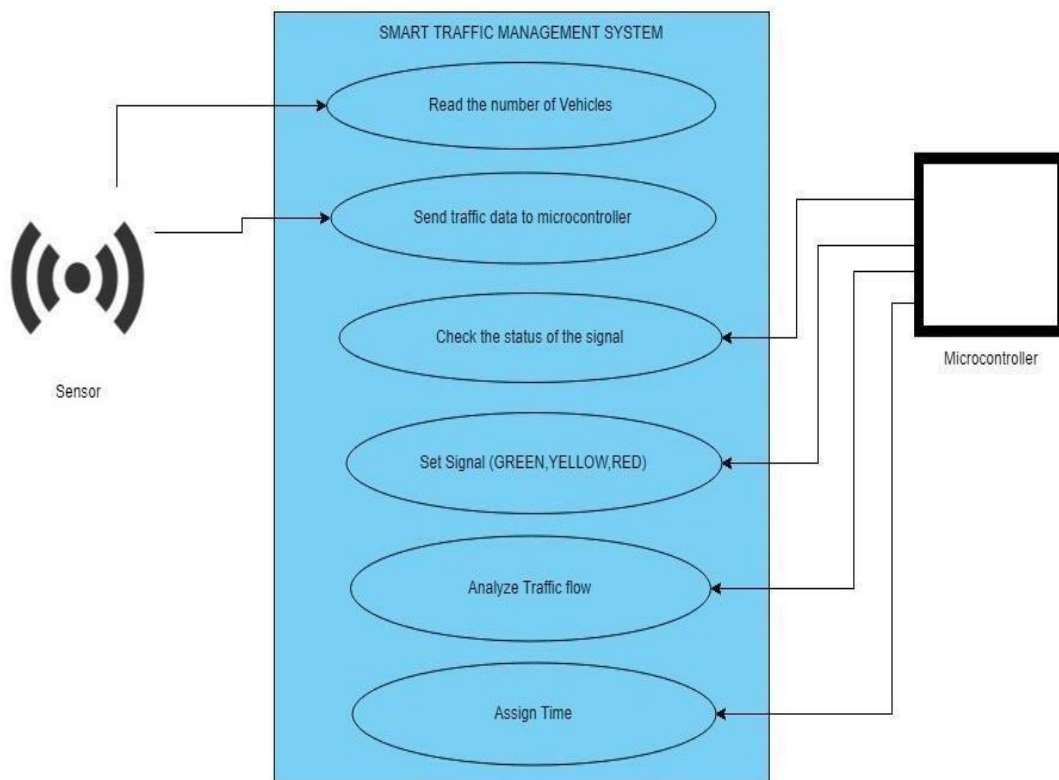 SMART TRAFFIC MANAGEMENT SYSTEM
Read the number of Vehicles
Send traffic data to microcontroller
Check the status of the signal
Microcontroller
Sensor
Set Signal (GREEN,YELLOW,RED)
Analyze Traffic flow
Assign Time